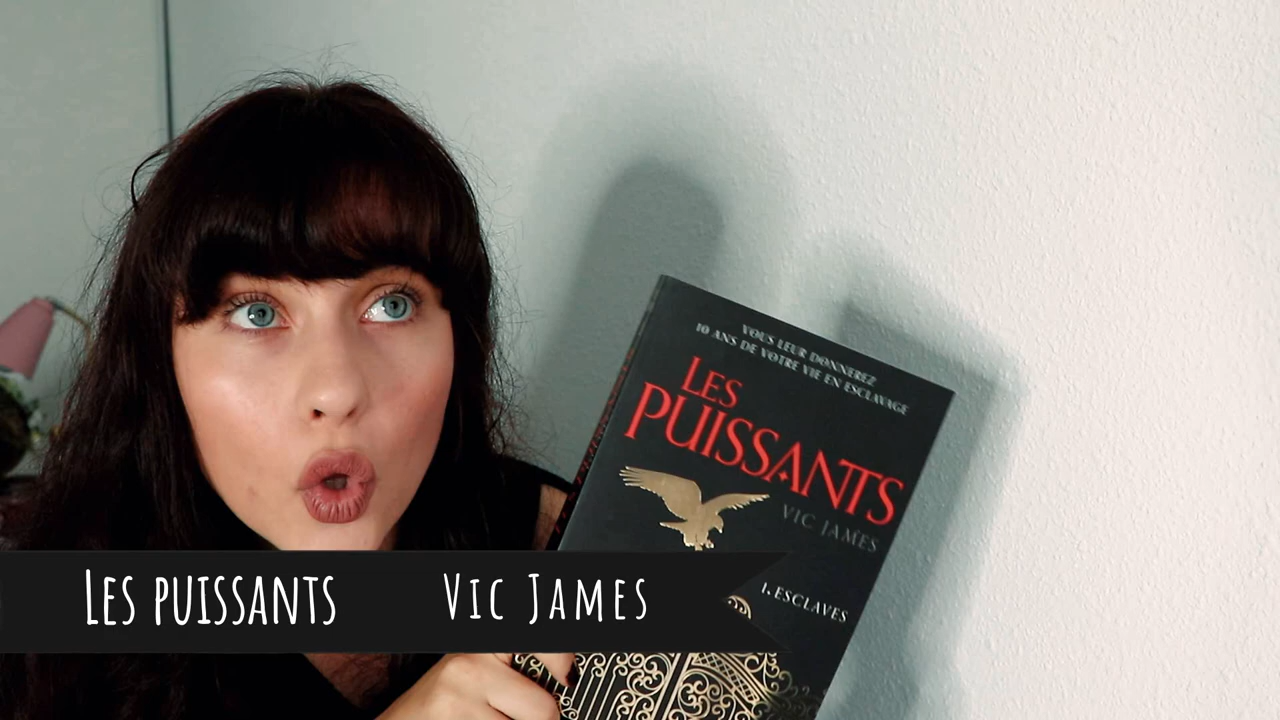 VOUS LEUR DONNEREZ
10 ANS DE VOTRE VIE EN ESCLAVAGE
LES
PUISSANTS
VIC JAMES
1. ESCLAVES
LES PUISSANTS VIC JAMES